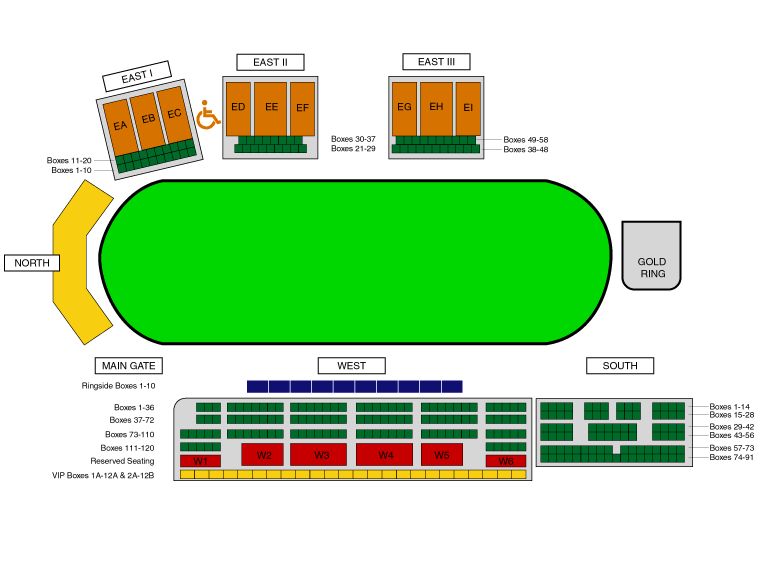 EAST I
EAST II
EAST III
EA
EB
EC
ED
EE
EF
EG
EH
EI
Boxes 11-20
Boxes 1-10
Boxes 30-37
Boxes 21-29
Boxes 49-58
Boxes 38-48
NORTH
GOLD
RING
MAIN GATE
WEST
SOUTH
Ringside Boxes 1-10
Boxes 1-36
Boxes 37-72
Boxes 73-110
Boxes 111-120
Reserved Seating
VIP Boxes 1A-12A & 2A-12B
W1
W2
W3
W4
W5
W6
Boxes 1-14
Boxes 15-28
Boxes 29-42
Boxes 43-56
Boxes 57-73
Boxes 74-91